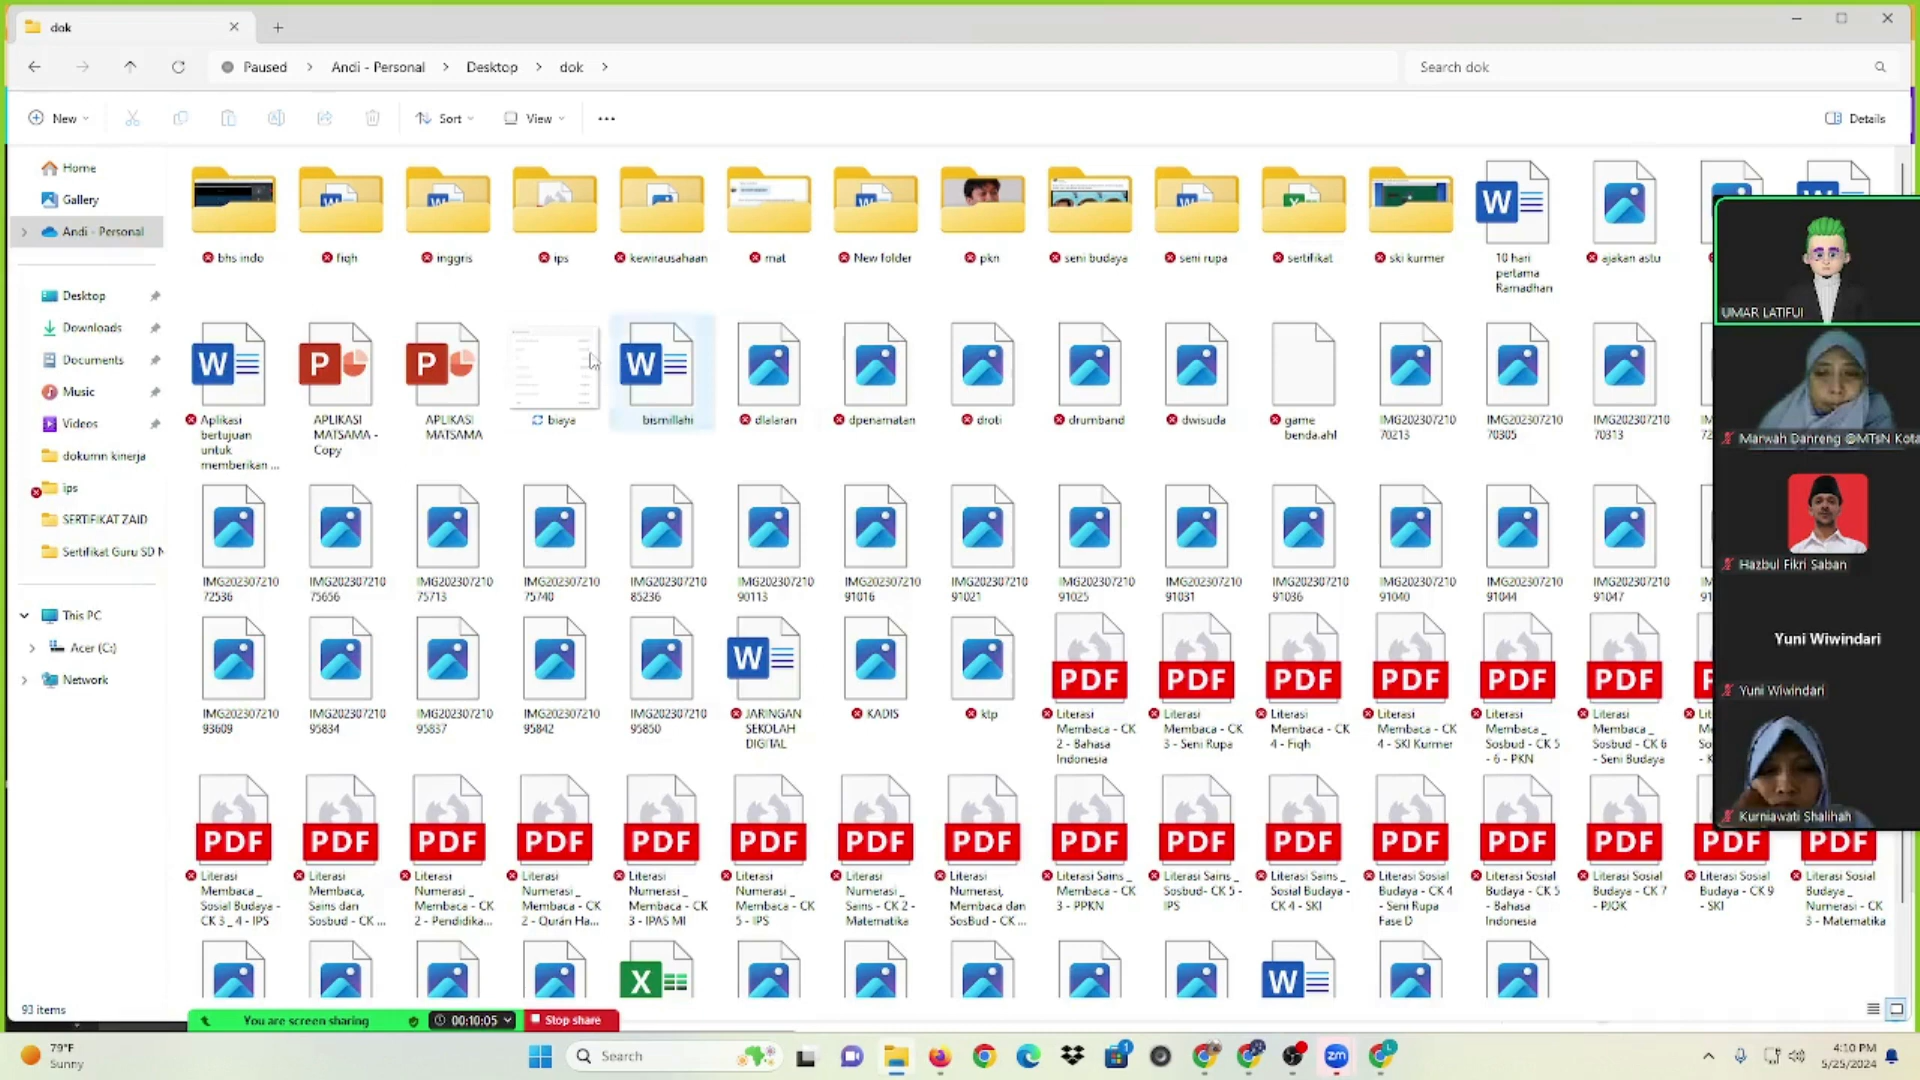 dok
Paused > Andi - Personal > Desktop > dok >
Search dok
New
Sort
View
Details
Home
Gallery
Andi - Personal
Desktop
Downloads
Documents
Music
Videos
dokumn kinerja
ips
SERTIFIKAT ZAID
Sertifikat Guru SD N
This PC
Acer (C:)
Network
bhs indo
fiqh
inggris
ips
kewirausahaan
mat
New folder
pkn
seni budaya
seni rupa
sertifikat
ski kurmer
10 hari
pertama
Ramadhan
ajakan astu
Aplikasi
bertujuan
untuk
memberikan ...
APLIKASI
MATSAMA -
Copy
APLIKASI
MATSAMA
biaya
bismillahi
dlalaran
dpenamatan
droti
drumband
dwisuda
game
benda.ahl
IMG202307210
70213
IMG202307210
70305
IMG202307210
70313
IMG202307210
72536
IMG202307210
75656
IMG202307210
75713
IMG202307210
75740
IMG202307210
85236
IMG202307210
90113
IMG202307210
91016
IMG202307210
91021
IMG202307210
91025
IMG202307210
91031
IMG202307210
91036
IMG202307210
91040
IMG202307210
91044
IMG202307210
91047
IMG202307210
93609
IMG202307210
95834
IMG202307210
95837
IMG202307210
95842
IMG202307210
95850
JARINGAN
SEKOLAH
DIGITAL
KADIS
ktp
Literasi
Membaca - CK
2 - Bahasa
Indonesia
Literasi
Membaca - CK
3 - Seni Rupa
Literasi
Membaca - CK
4 - Fiqh
Literasi
Membaca - CK
4 - SKI Kurmer
Literasi
Membaca _
Sosbud - CK 5
- 6 - PKN
Literasi
Membaca _
Sosbud - CK 6
- Seni Budaya
Literasi
Membaca _
Sosial Budaya -
CK 3 _ 4 - IPS
Literasi
Membaca,
Sains dan
Sosbud - CK ...
Literasi
Numerasi _
Membaca - CK
2 - Pendidika...
Literasi
Numerasi _
Membaca - CK
2 - Qurán Ha...
Literasi
Numerasi _
Membaca - CK
3 - IPAS MI
Literasi
Numerasi _
Membaca - CK
5 - IPS
Literasi
Numerasi _
Sains - CK 2 -
Matematika
Literasi
Numerasi,
Membaca dan
SosBud - CK ...
Literasi Sains _
Membaca - CK
3 - PPKN
Literasi Sains _
Sosbud- CK 5 -
IPS
Literasi Sains _
Sosial Budaya -
CK 4 - SKI
Literasi Sosial
Budaya - CK 4
- Seni Rupa
Fase D
Literasi Sosial
Budaya - CK 5
- Bahasa
Indonesia
Literasi Sosial
Budaya - CK 7
- PJOK
Literasi Sosial
Budaya - CK 9
- SKI
Literasi Sosial
Budaya _
Numerasi - CK
3 - Matematika
UMAR LATIFUl
Marwah Danreng @MTsN Kota
Hazbul Fikri Saban
Yuni Wiwindari
Yuni Wiwindari
Kurniawati Shalihah
93 items
You are screen sharing
00:10:05
Stop share
79°F
Sunny
Search
4:10 PM
5/25/2024